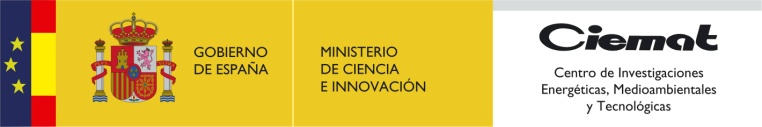 GOBIERNO
DE ESPAÑA
MINISTERIO
DE CIENCIA
E INNOVACIÓN
Ciemat
Centro de Investigaciones
Energéticas, Medioambientales
y Tecnológicas